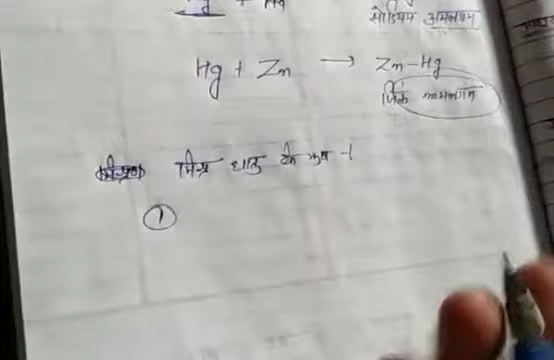 सोडियम अमलगम
Hg + Zn → Zn-Hg
जिंक अमलगम
मिश्र धातु के रूप -।
①